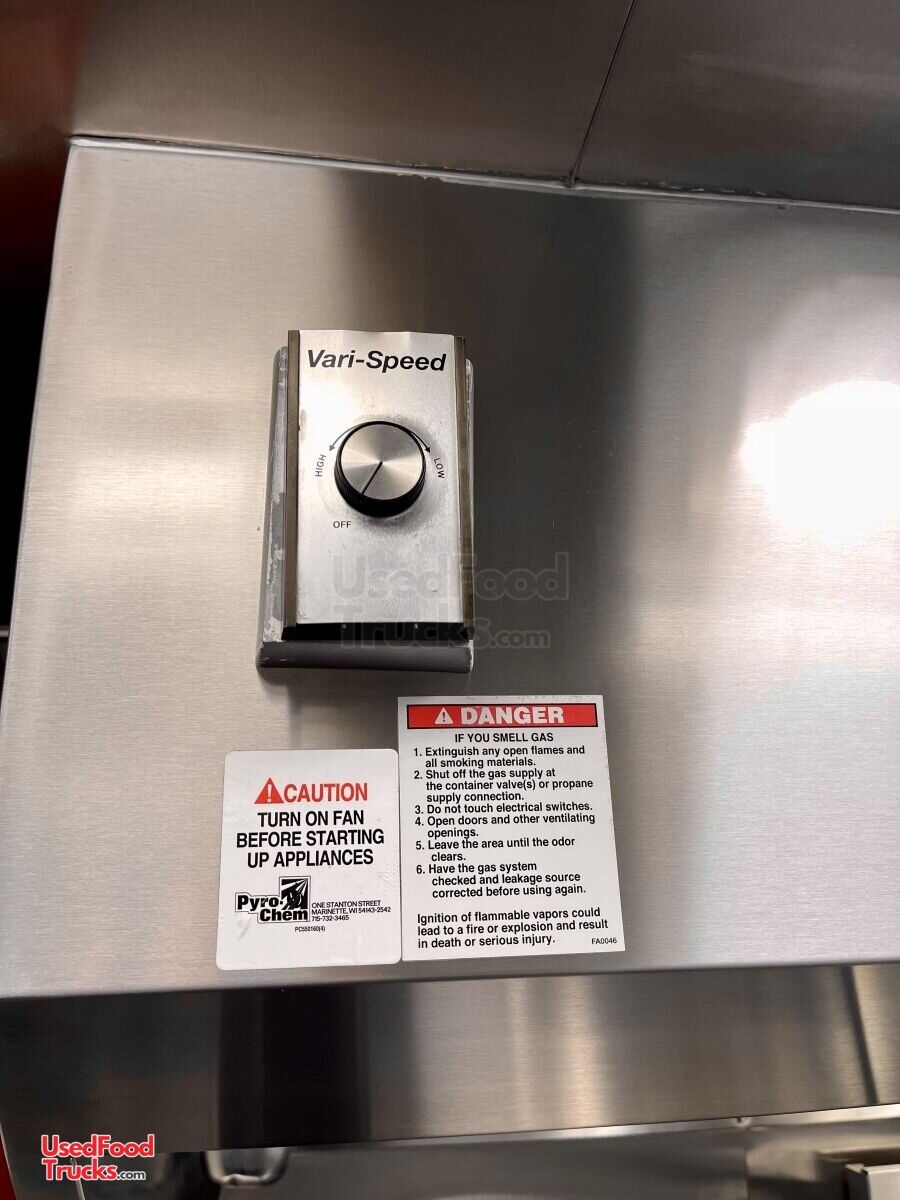 Vari-Speed
HIGH
LOW
OFF
UsedFood
Trucks.com
DANGER
IF YOU SMELL GAS
1. Extinguish any open flames and
all smoking materials.
2. Shut off the gas supply at
the container valve(s) or propane
supply connection.
3. Do not touch electrical switches.
4. Open doors and other ventilating
openings.
5. Leave the area until the odor
clears.
6. Have the gas system
checked and leakage source
corrected before using again.
Ignition of flammable vapors could
lead to a fire or explosion and result
in death or serious injury.
FA0046
CAUTION
TURN ON FAN
BEFORE STARTING
UP APPLIANCES
Pyro-
Chem
ONE STANTON STREET
MARINETTE, WI 54143-2542
715-732-3465
PC550160(4)
UsedFood
Trucks.com